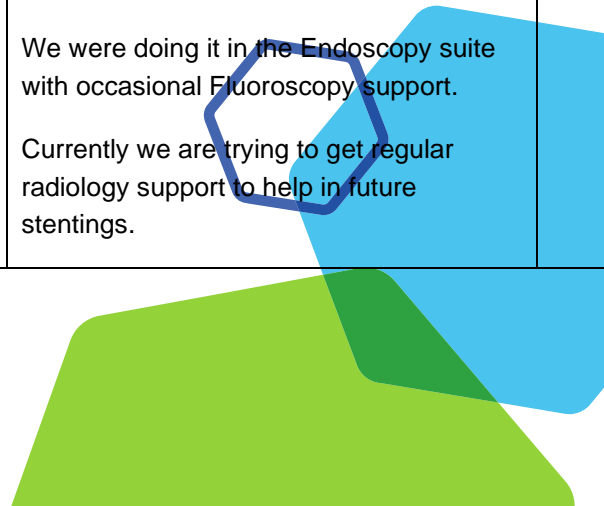 We were doing it in the Endoscopy suite
with occasional Fluoroscopy support.
Currently we are trying to get regular
radiology support to help in future
stentings.